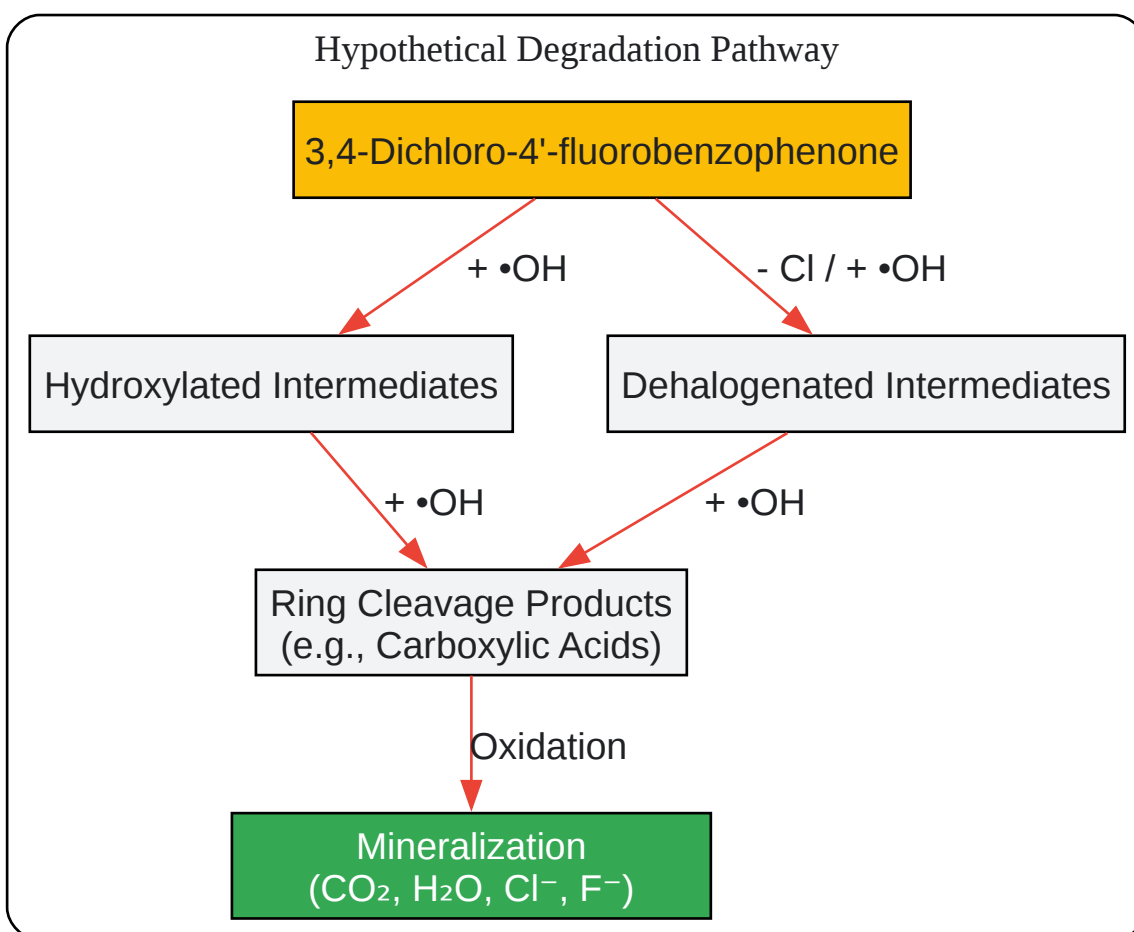 Hypothetical Degradation Pathway
3,4-Dichloro-4'-fluorobenzophenone
+ •OH
- Cl / + •OH
Hydroxylated Intermediates
Dehalogenated Intermediates
+ •OH
+ •OH
Ring Cleavage Products
(e.g., Carboxylic Acids)
Oxidation
Mineralization
(CO₂, H₂O, Cl⁻, F⁻)